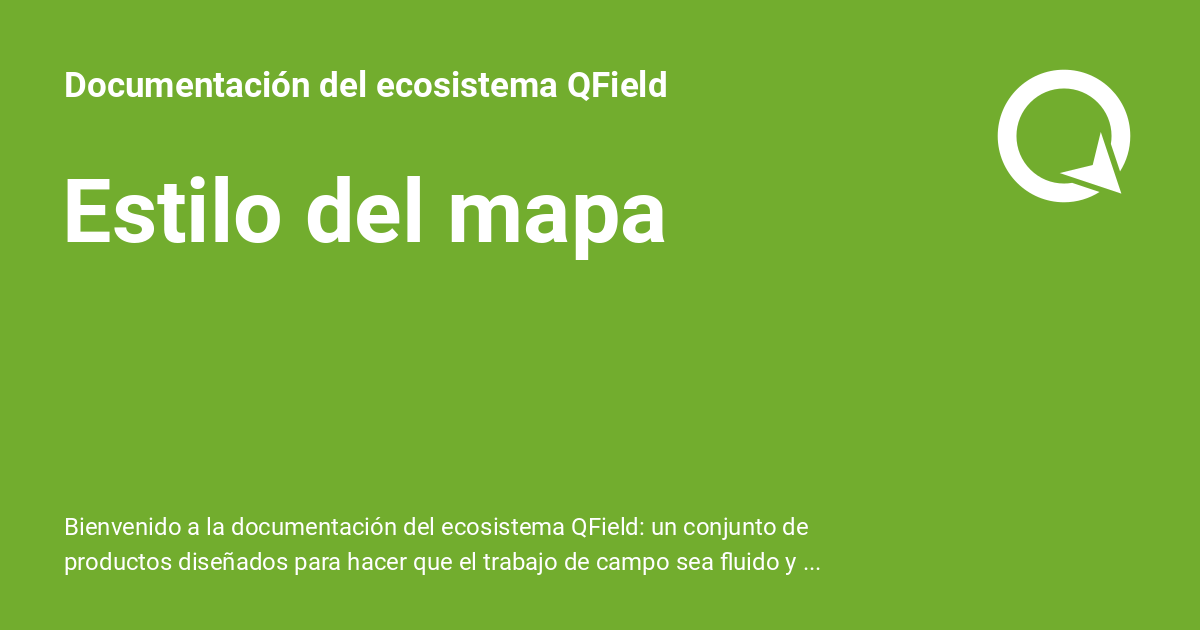 Documentación del ecosistema QField
Estilo del mapa
Bienvenido a la documentación del ecosistema QField: un conjunto de
productos diseñados para hacer que el trabajo de campo sea fluido y ...